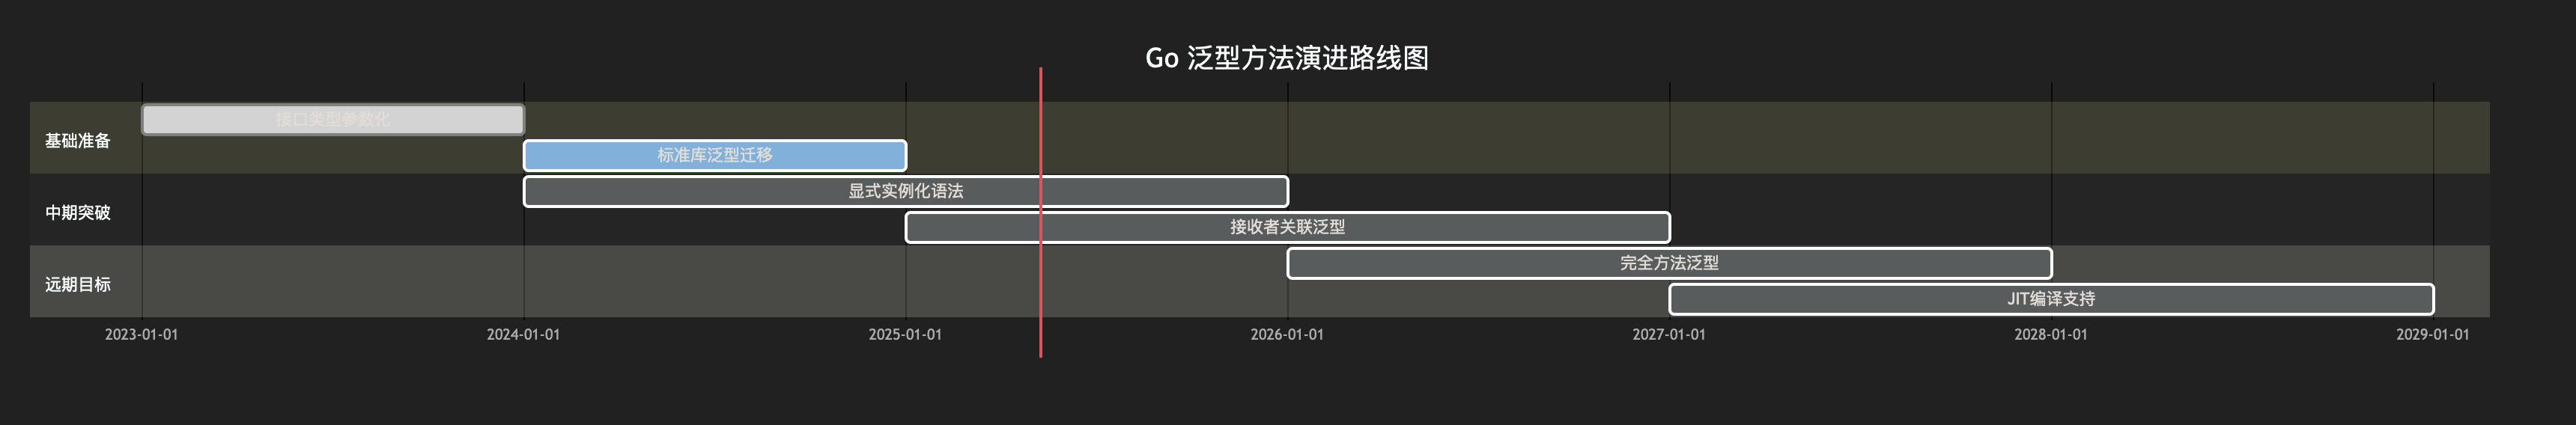 Go 泛型方法演进路线图
基础准备
接口类型参数化
标准库泛型迁移
中期突破
显式实例化语法
接收者关联泛型
远期目标
完全方法泛型
JIT编译支持
2023-01-01
2024-01-01
2025-01-01
2026-01-01
2027-01-01
2028-01-01
2029-01-01